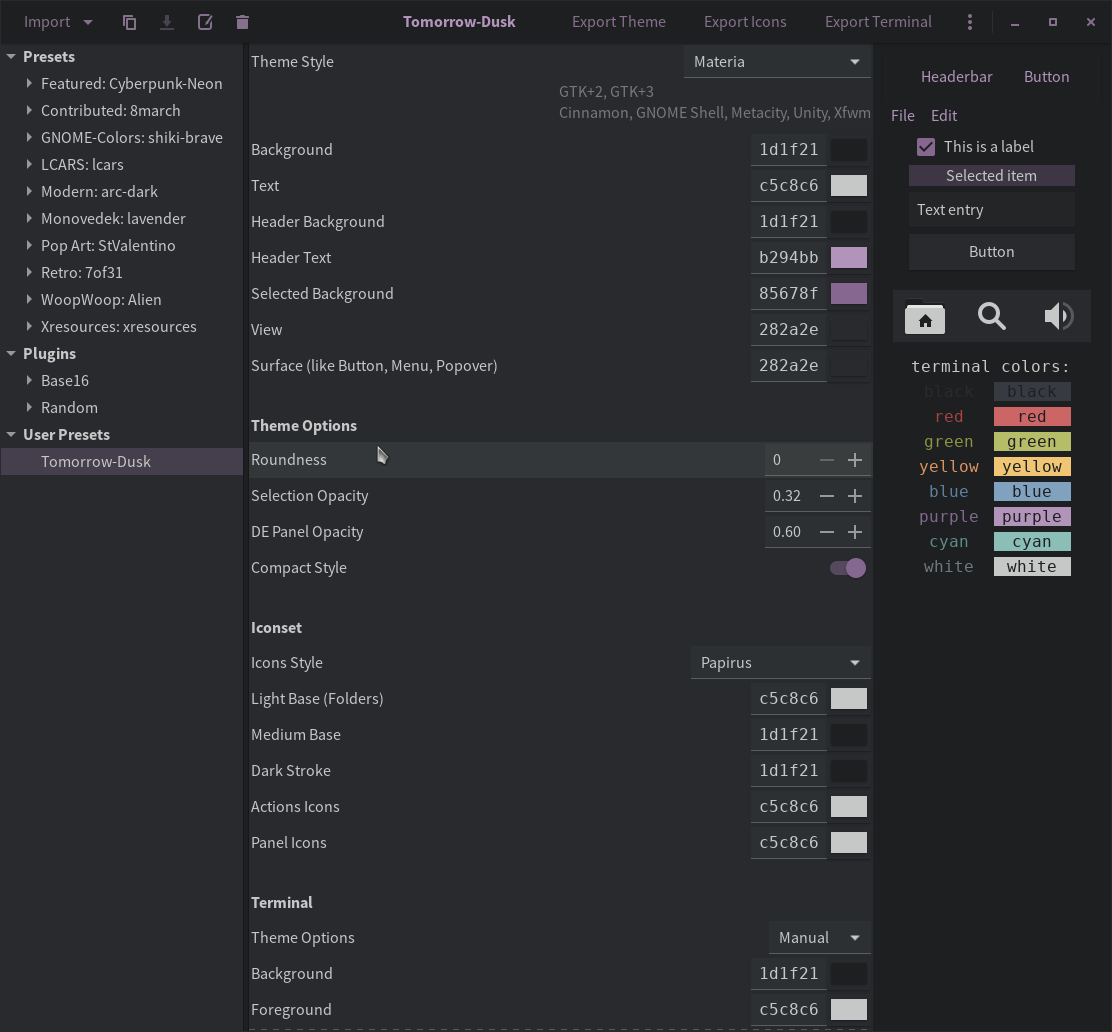 Import
Tomorrow-Dusk
Export Theme
Export Icons
Export Terminal
Presets
Featured: Cyberpunk-Neon
Contributed: 8march
GNOME-Colors: shiki-brave
LCARS: lcars
Modern: arc-dark
Monovedek: lavender
Pop Art: StValentino
Retro: 7of31
WoopWoop: Alien
Xresources: xresources
Plugins
Base16
Random
User Presets
Tomorrow-Dusk
Theme Style Materia
GTK+2, GTK+3
Cinnamon, GNOME Shell, Metacity, Unity, Xfwm
Background 1d1f21
Text c5c8c6
Header Background 1d1f21
Header Text b294bb
Selected Background 85678f
View 282a2e
Surface (like Button, Menu, Popover) 282a2e
Theme Options
Roundness 0
Selection Opacity 0.32
DE Panel Opacity 0.60
Compact Style
Iconset
Icons Style Papirus
Light Base (Folders) c5c8c6
Medium Base 1d1f21
Dark Stroke 1d1f21
Actions Icons c5c8c6
Panel Icons c5c8c6
Terminal
Theme Options Manual
Background 1d1f21
Foreground c5c8c6
Headerbar Button
File Edit
This is a label
Selected item
Text entry
Button
terminal colors:
black black
red red
green green
yellow yellow
blue blue
purple purple
cyan cyan
white white